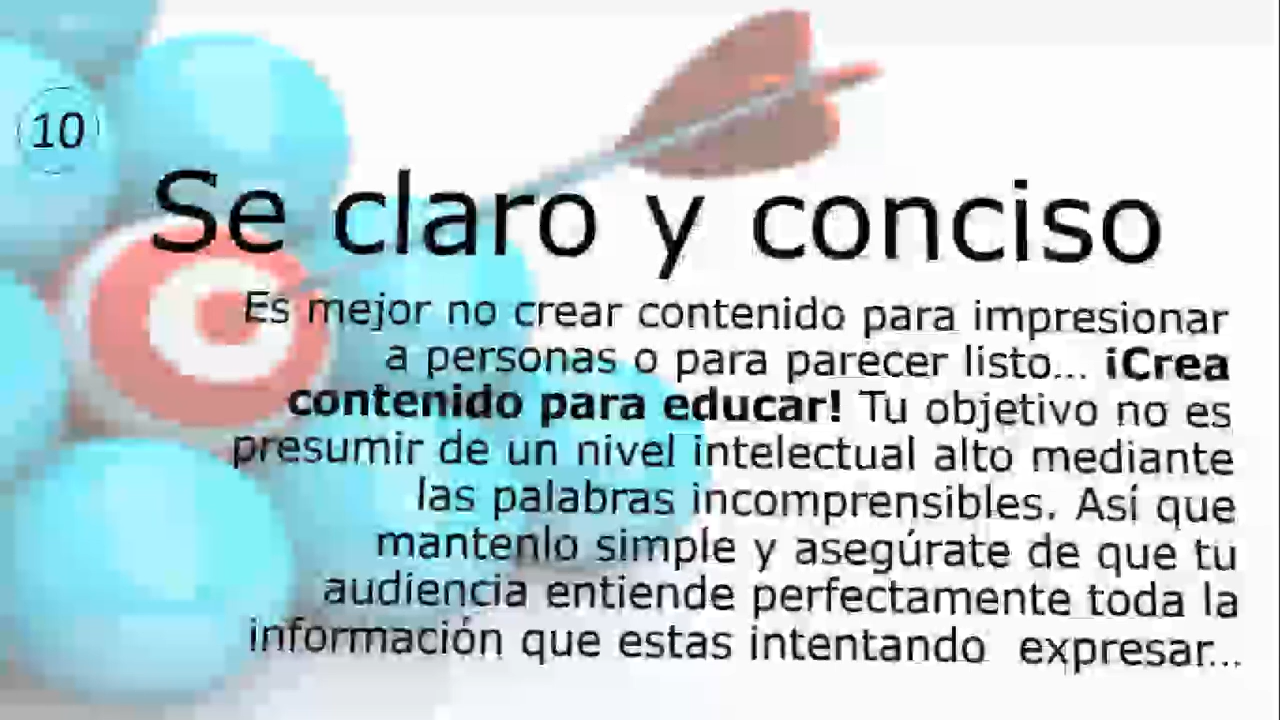 10
Se claro y conciso
Es mejor no crear contenido para impresionar
a personas o para parecer listo... ¡Crea
contenido para educar! Tu objetivo no es
presumir de un nivel intelectual alto mediante
las palabras incomprensibles. Así que
mantenlo simple y asegúrate de que tu
audiencia entiende perfectamente toda la
información que estas intentando  expresar...